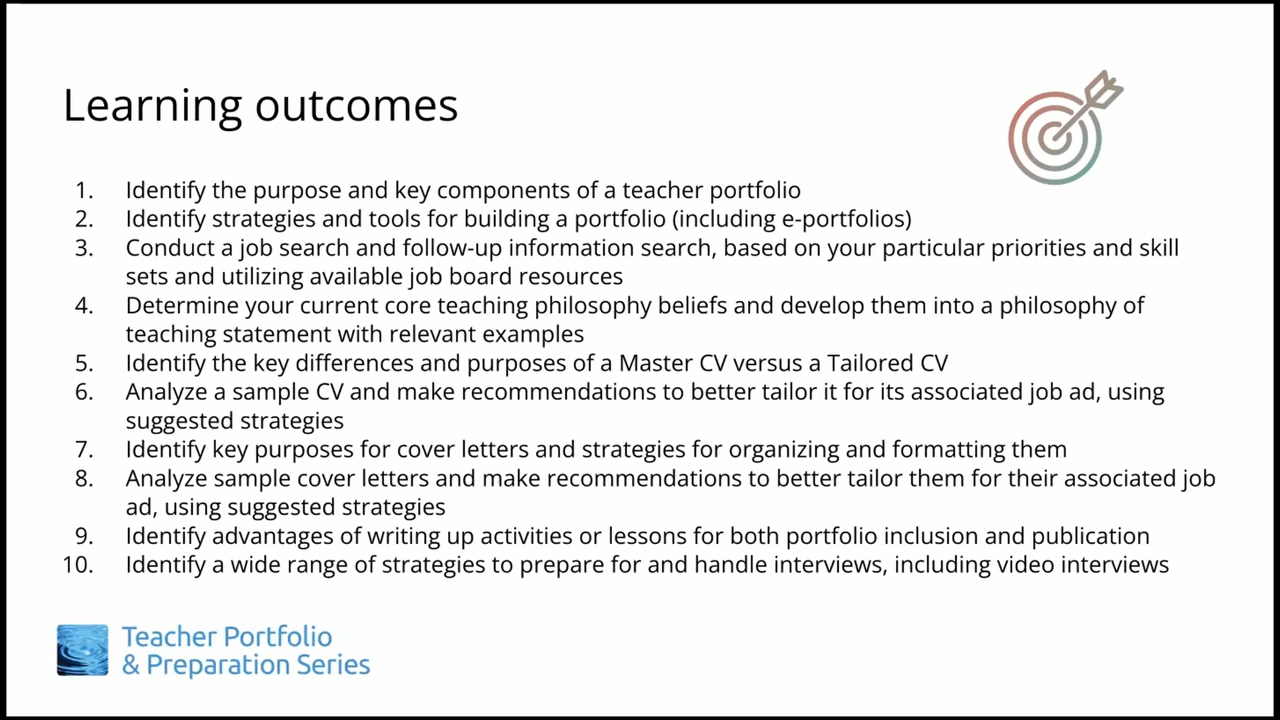 Learning outcomes
1. Identify the purpose and key components of a teacher portfolio
2. Identify strategies and tools for building a portfolio (including e-portfolios)
3. Conduct a job search and follow-up information search, based on your particular priorities and skill
sets and utilizing available job board resources
4. Determine your current core teaching philosophy beliefs and develop them into a philosophy of
teaching statement with relevant examples
5. Identify the key differences and purposes of a Master CV versus a Tailored CV
6. Analyze a sample CV and make recommendations to better tailor it for its associated job ad, using
suggested strategies
7. Identify key purposes for cover letters and strategies for organizing and formatting them
8. Analyze sample cover letters and make recommendations to better tailor them for their associated job
ad, using suggested strategies
9. Identify advantages of writing up activities or lessons for both portfolio inclusion and publication
10. Identify a wide range of strategies to prepare for and handle interviews, including video interviews
Teacher Portfolio
& Preparation Series